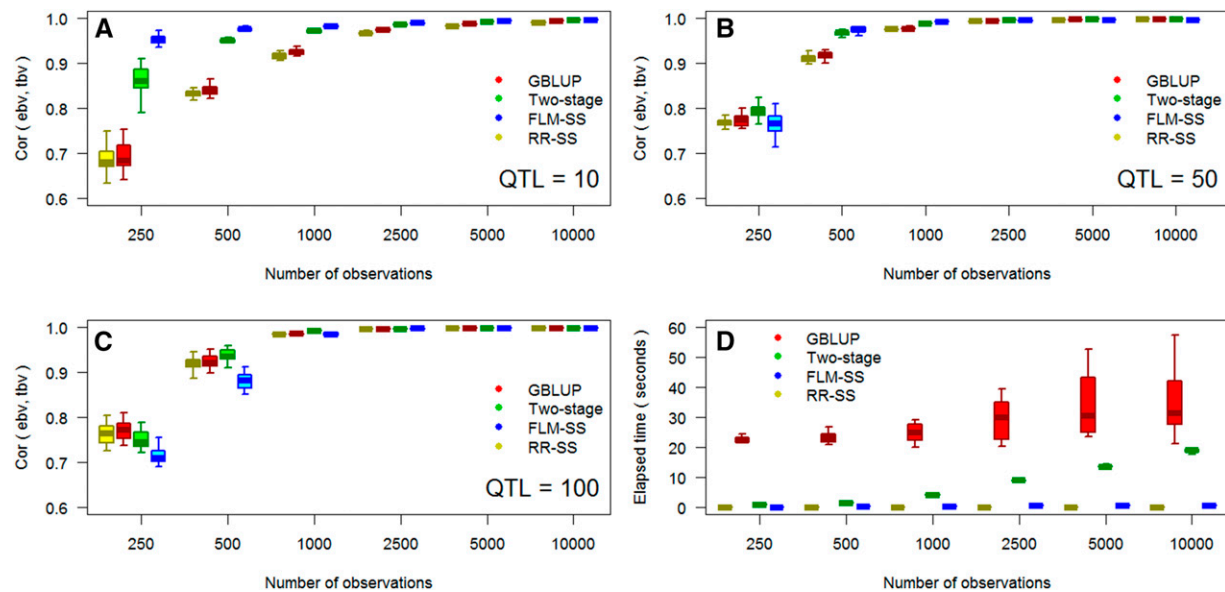 A
1.0
0.9
0.8
0.7
0.6
Cor ( ebv, tbv)
GBLUP
Two-stage
FLM-SS
RR-SS
QTL = 10
250 500 1000 2500 5000 10000
Number of observations
B
1.0
0.9
0.8
0.7
0.6
Cor ( ebv, tbv)
GBLUP
Two-stage
FLM-SS
RR-SS
QTL = 50
250 500 1000 2500 5000 10000
Number of observations
C
1.0
0.9
0.8
0.7
0.6
Cor ( ebv, tbv)
GBLUP
Two-stage
FLM-SS
RR-SS
QTL = 100
250 500 1000 2500 5000 10000
Number of observations
D
60
50
40
30
20
10
0
Elapsed time ( seconds)
GBLUP
Two-stage
FLM-SS
RR-SS
250 500 1000 2500 5000 10000
Number of observations